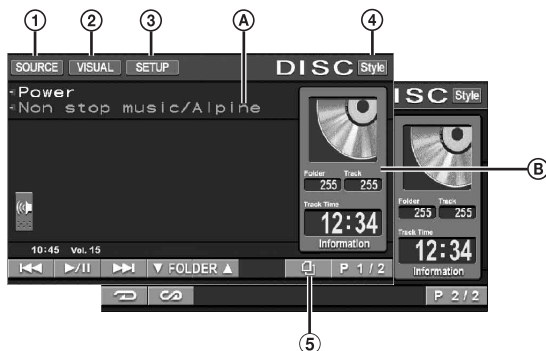 1 2 3 A 4
SOURCE VISUAL SETUP DISC Style
Power
Non stop music/Alpine
Folder Track
255 255
Track Time
12:34
Information
10:45 Vol. 15
FOLDER P 1/2
ISC Style
Folder Track
255 255
Track Time
12:34
Information
P 2/2
B
5